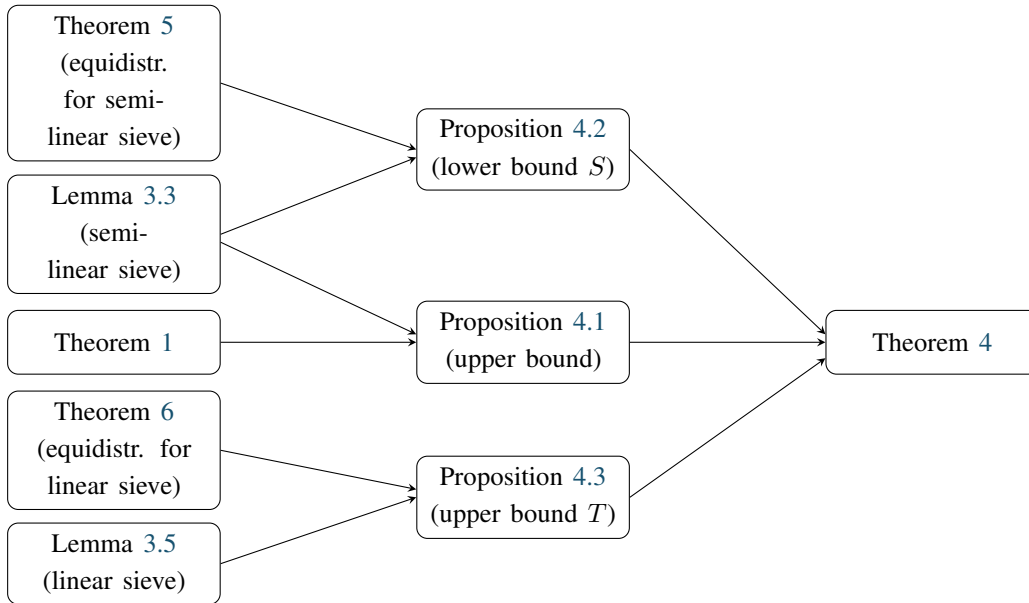 Theorem 5
(equidistr.
for semi-
linear sieve)
Lemma 3.3
(semi-
linear sieve)
Theorem 1
Theorem 6
(equidistr. for
linear sieve)
Lemma 3.5
(linear sieve)
Proposition 4.2
(lower bound S)
Proposition 4.1
(upper bound)
Proposition 4.3
(upper bound T)
Theorem 4